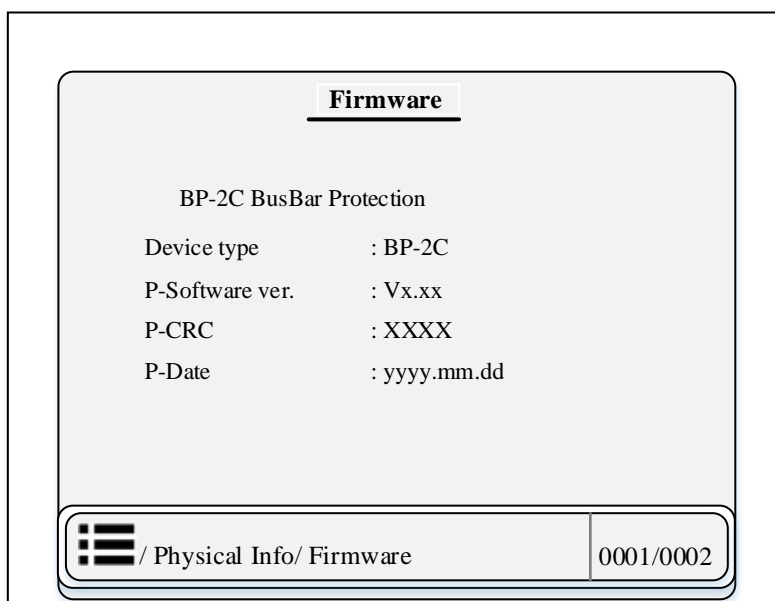 Firmware
BP-2C BusBar Protection
Device type : BP-2C
P-Software ver. : Vx.xx
P-CRC : XXXX
P-Date : yyyy.mm.dd
/ Physical Info/ Firmware 0001/0002